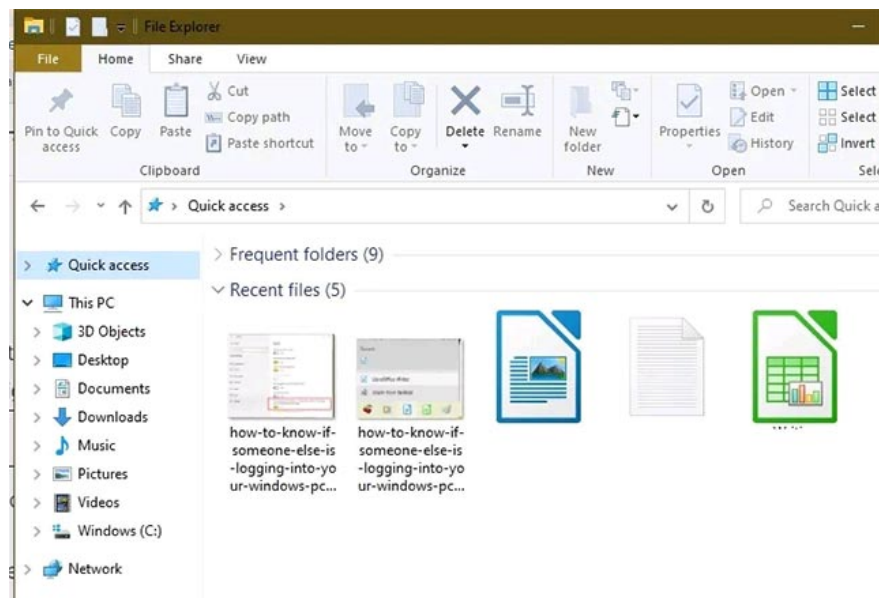 File Explorer
File Home Share View
Pin to Quick access
Copy
Paste
Cut
Copy path
Paste shortcut
Move to
Copy to
Delete
Rename
New folder
Properties
Open
Edit
History
Select
Select
Invert
Clipboard
Organize
New
Open
Quick access
Search Quick
Quick access
This PC
3D Objects
Desktop
Documents
Downloads
Music
Pictures
Videos
Windows (C:)
Network
Frequent folders (9)
Recent files (5)
how-to-know-if-
someone-else-is
-logging-into-yo
ur-windows-pc...
how-to-know-if-
someone-else-is
-logging-into-yo
ur-windows-pc...